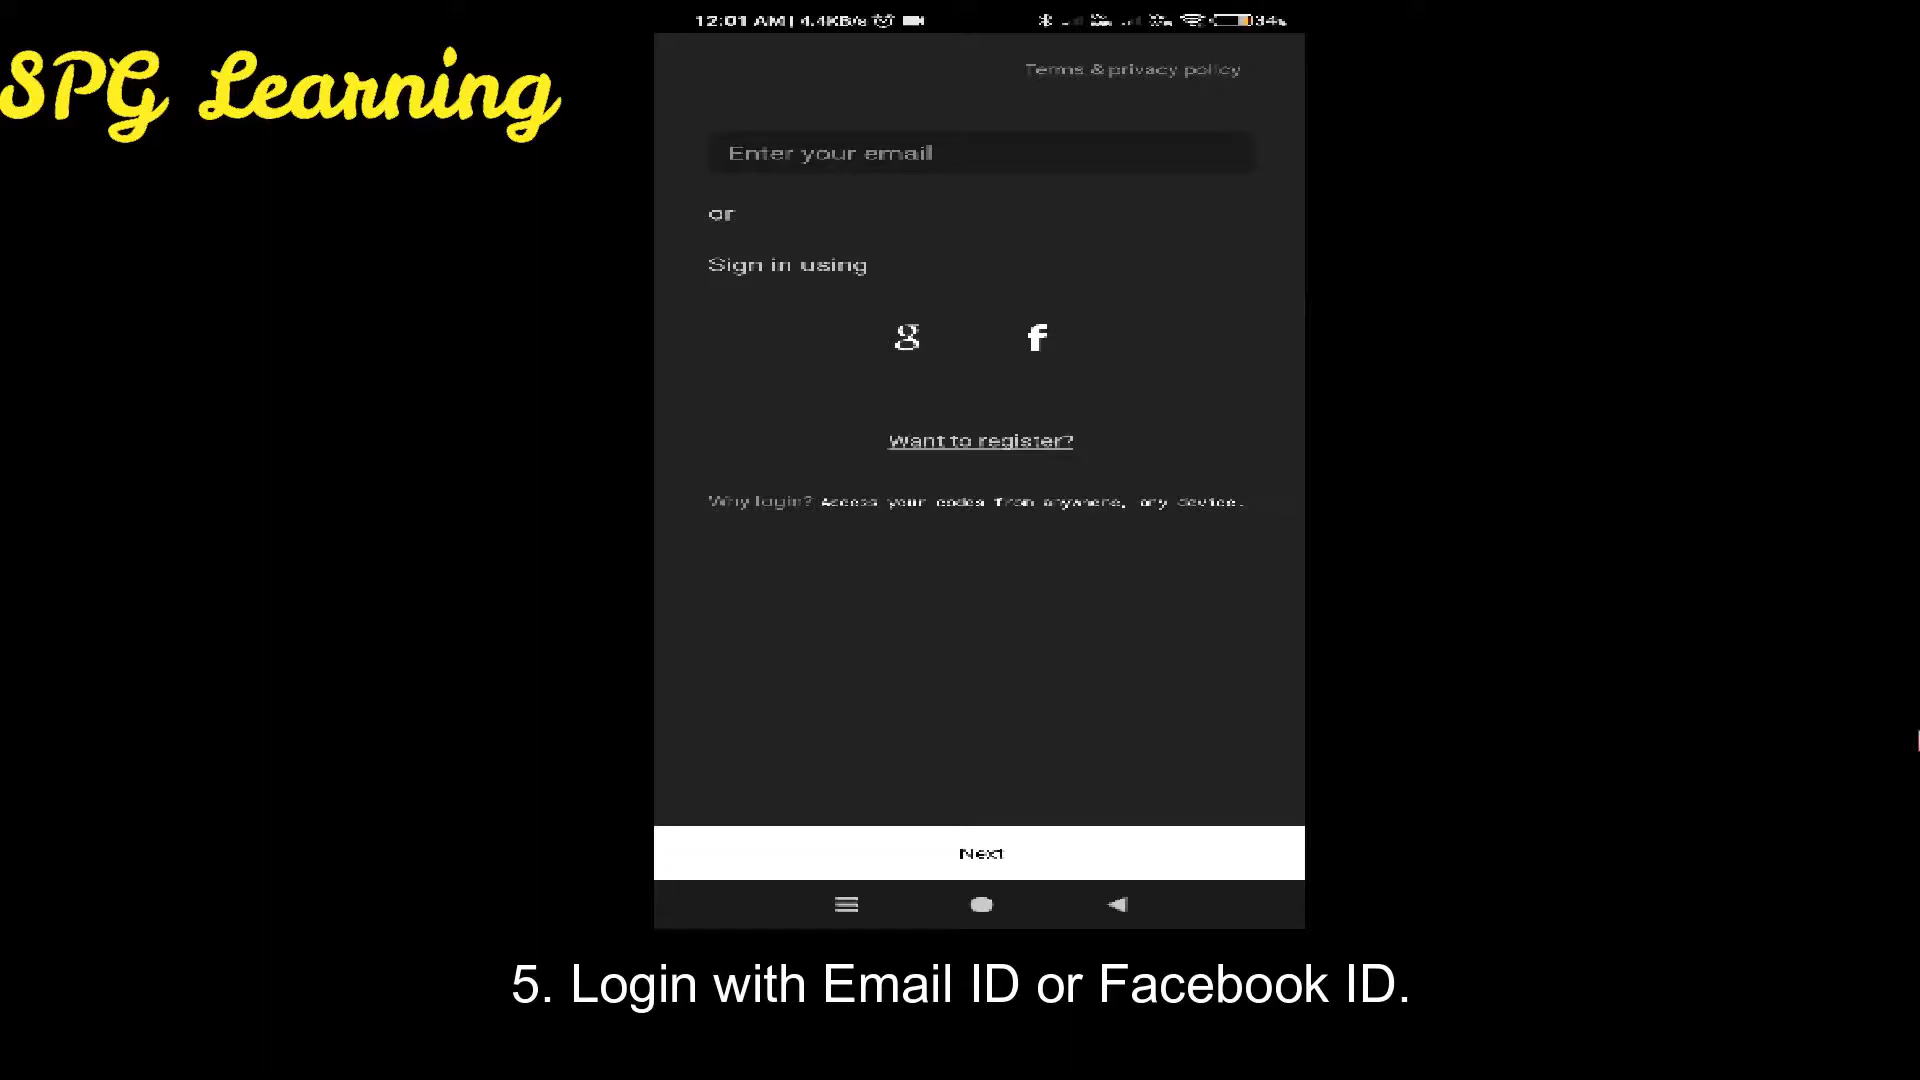 12:01 AM | 4.4KB/s
34%
SPG Learning
Terms & privacy policy
Enter your email
or
Sign in using
g f
Want to register?
Why login? Access your codes from anywhere, any device.
Next
5. Login with Email ID or Facebook ID.